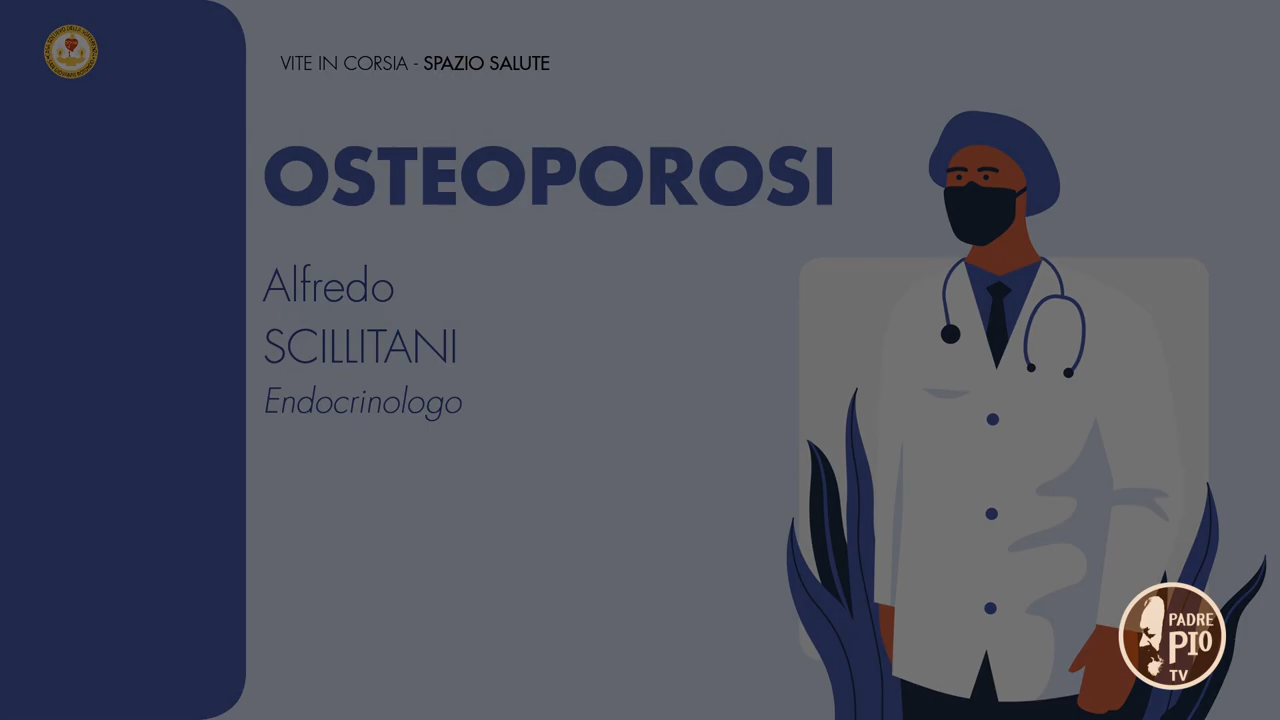 VITE IN CORSIA - SPAZIO SALUTE
OSTEOPOROSI
Alfredo
SCILLITANI
Endocrinologo
PADRE
PIO
TV